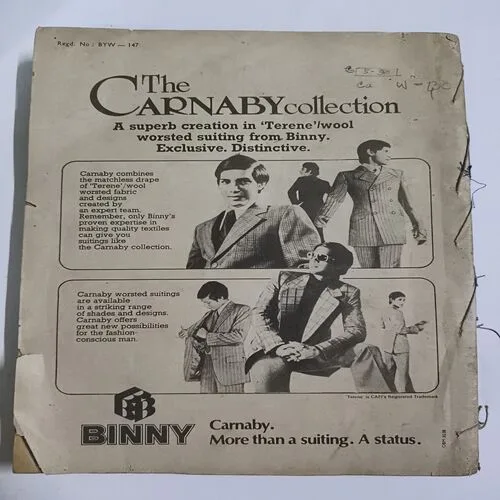 Regd. No : BYW — 147
The
CARNABY collection
A superb creation in 'Terene'/wool
worsted suiting from Binny.
Exclusive. Distinctive.
Carnaby combines
the matchless drape
of 'Terene'/wool
worsted fabric
and designs
created by
an expert team.
Remember, only Binny's
proven expertise in
making quality textiles
can give you
suitings like
the Carnaby collection.
Carnaby worsted suitings
are available
in a striking range
of shades and designs.
Carnaby offers
great new possibilities
for the fashion-
conscious man.
'Terene' is CAFI's Registered Trademark
BINNY
Carnaby.
More than a suiting. A status.